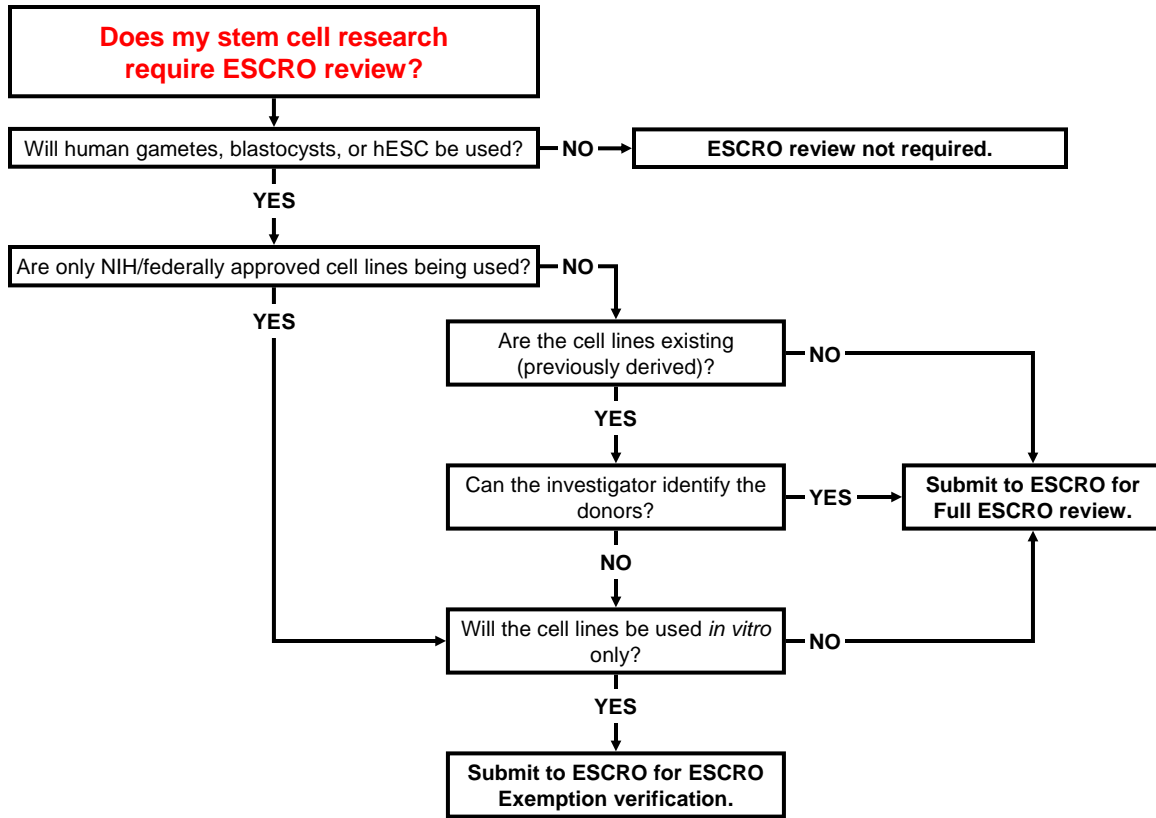 Does my stem cell research
require ESCRO review?
Will human gametes, blastocysts, or hESC be used?
NO
ESCRO review not required.
YES
Are only NIH/federally approved cell lines being used?
NO
YES
Are the cell lines existing
(previously derived)?
NO
YES
Can the investigator identify the
donors?
YES
Submit to ESCRO for
Full ESCRO review.
NO
Will the cell lines be used in vitro
only?
NO
YES
Submit to ESCRO for ESCRO
Exemption verification.